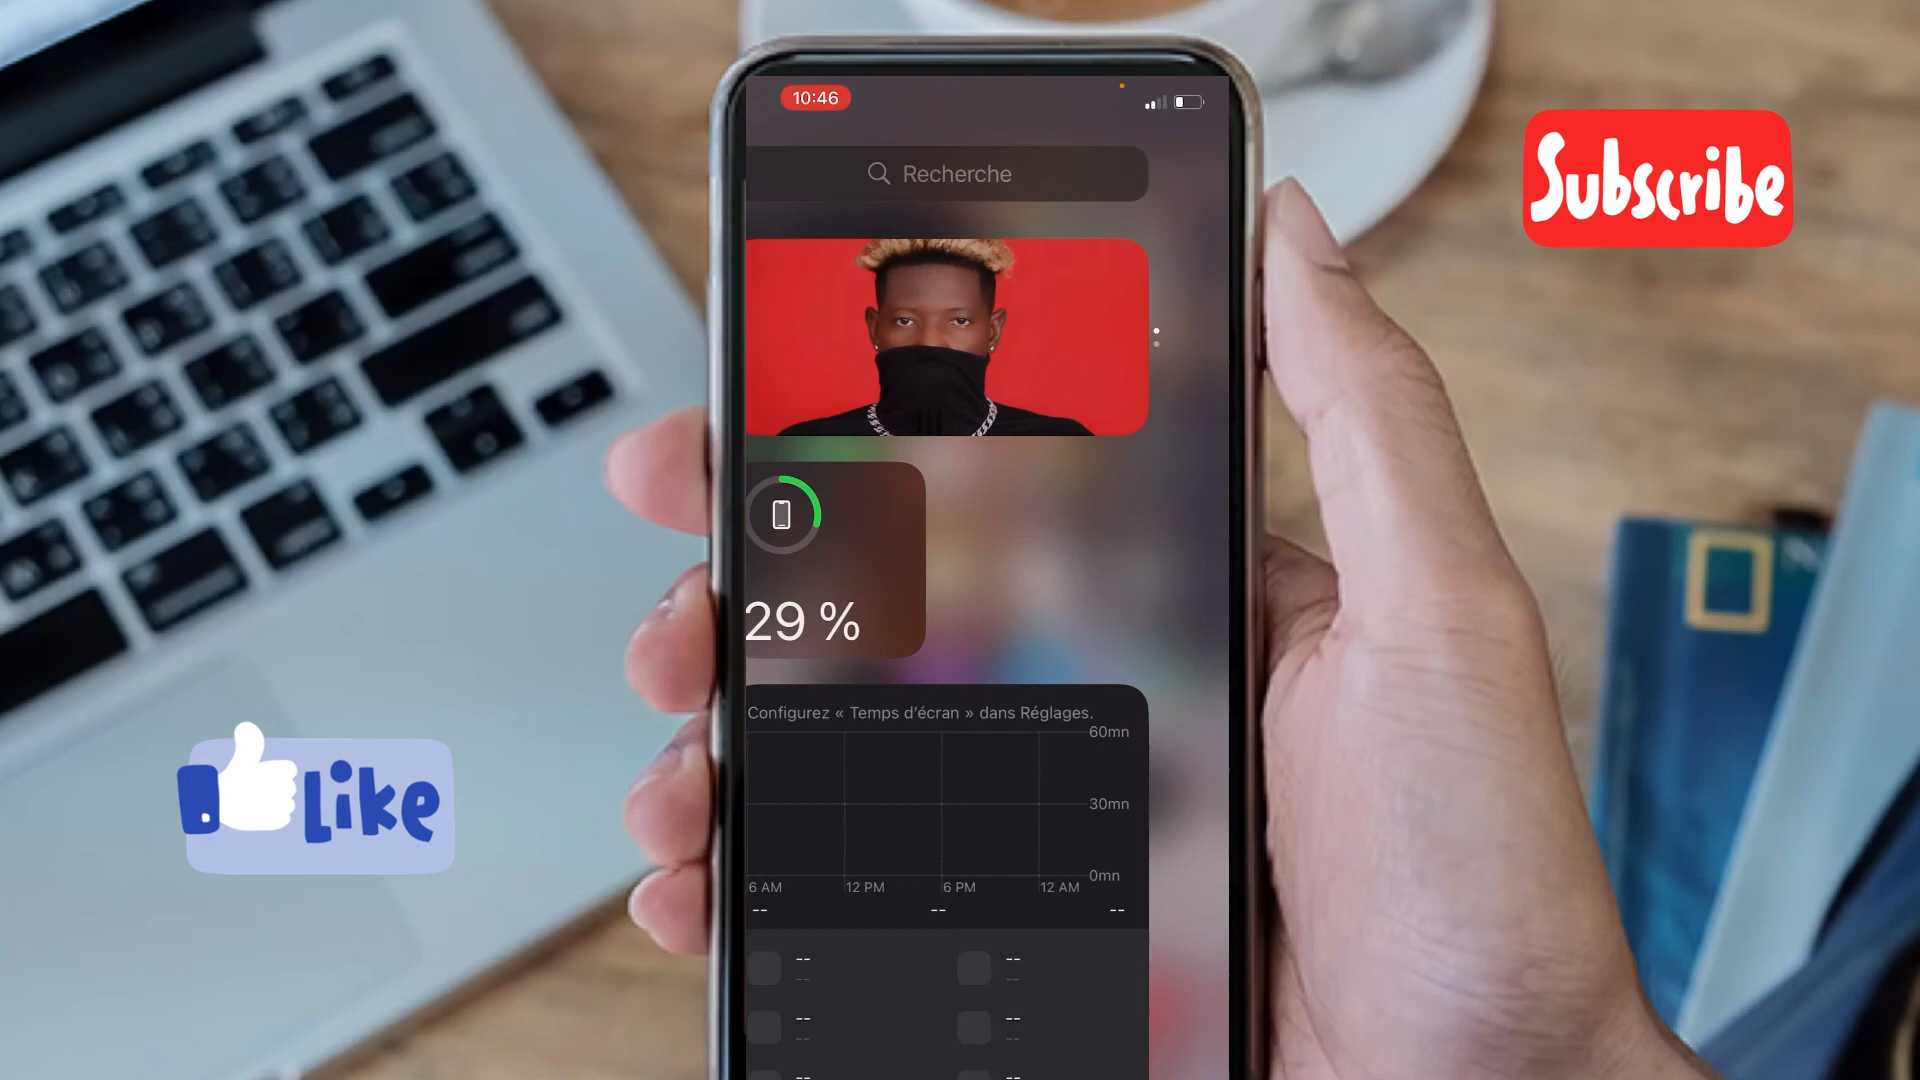 10:46
Recherche
Subscribe
29 %
Configurez « Temps d'écran » dans Réglages.
60mn
30mn
0mn
6 AM 12 PM 6 PM 12 AM
-- -- --
Like
-- --
-- --
-- --
-- --
-- --